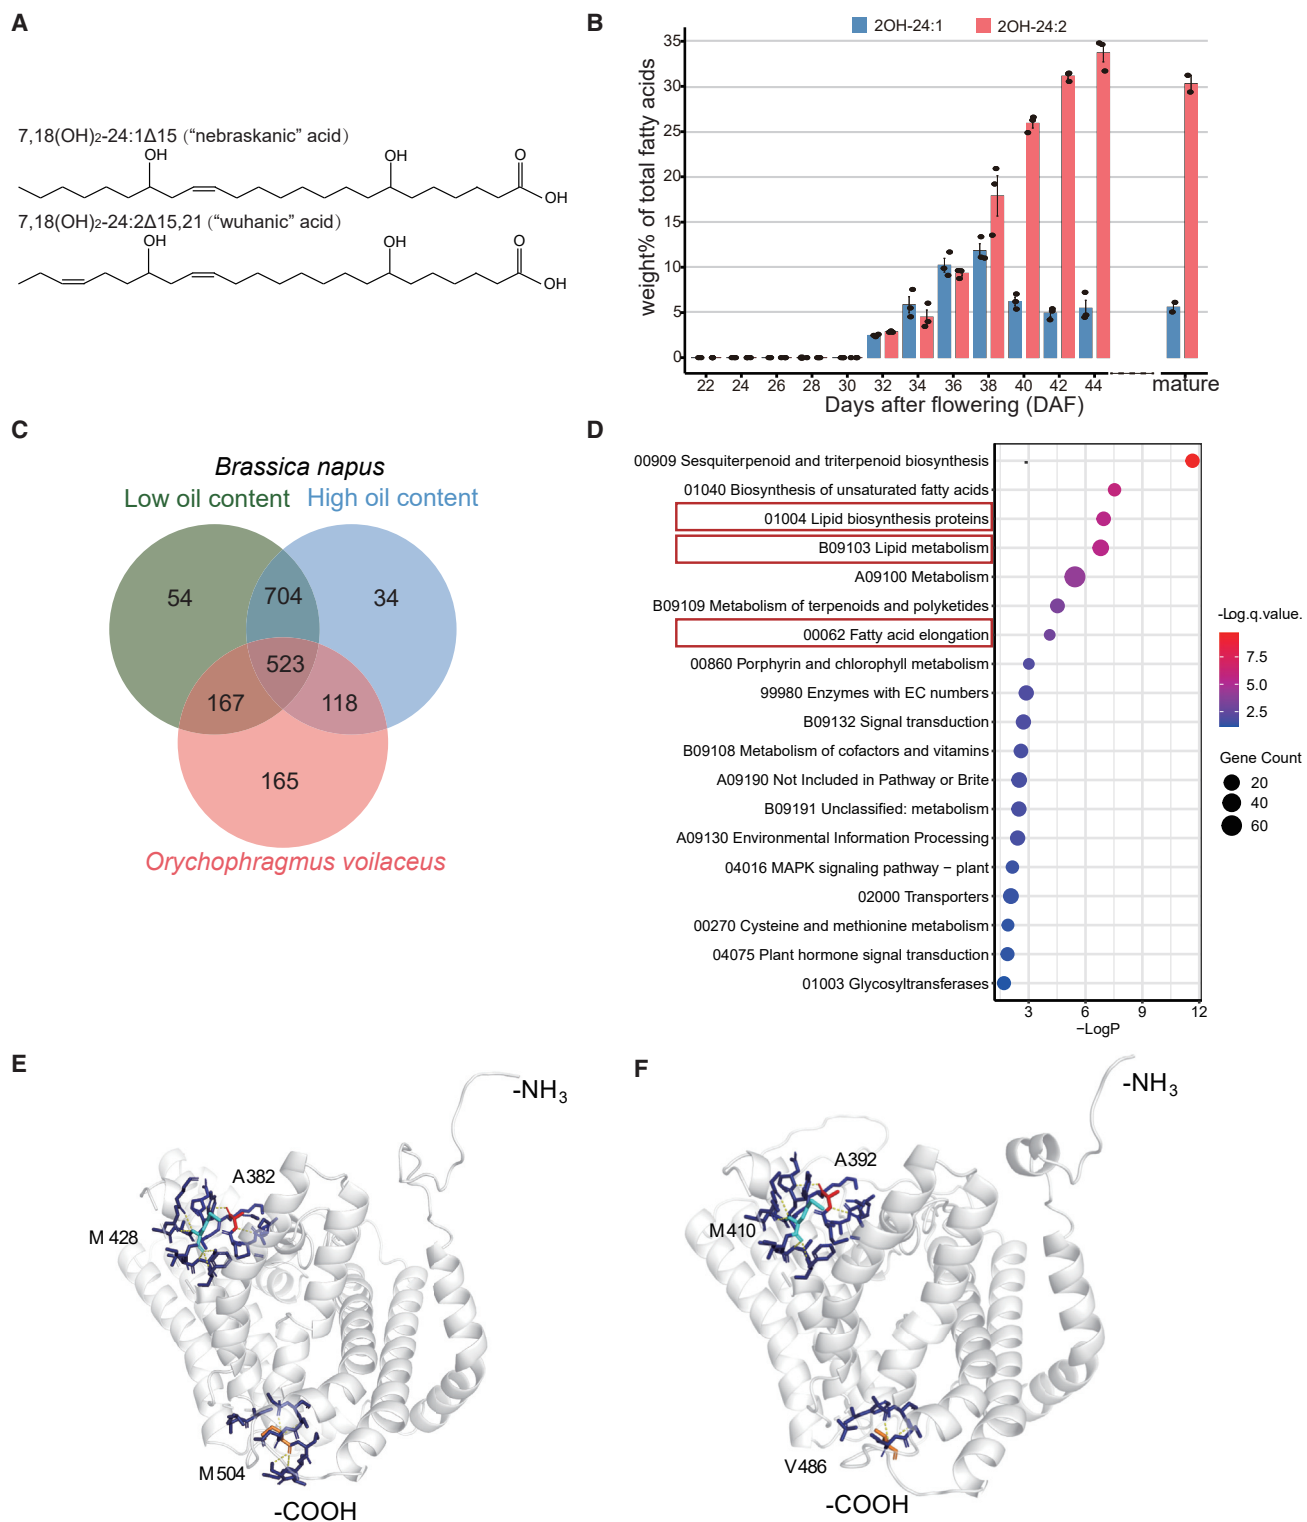 A
7,18(OH)2-24:1Δ15 (“nebraskanic” acid)
OH
OH
O
OH
7,18(OH)2-24:2Δ15,21 (“wuhanic” acid)
OH
OH
O
OH
B
2OH-24:1
2OH-24:2
weight% of total fatty acids
35
30
25
20
15
10
5
0
22 24 26 28 30 32 34 36 38 40 42 44 mature
Days after flowering (DAF)
C
Brassica napus
Low oil content High oil content
54
704
34
523
167
118
165
Orychophragmus voilaceus
D
00909 Sesquiterpenoid and triterpenoid biosynthesis
01040 Biosynthesis of unsaturated fatty acids
01004 Lipid biosynthesis proteins
B09103 Lipid metabolism
A09100 Metabolism
B09109 Metabolism of terpenoids and polyketides
00062 Fatty acid elongation
00860 Porphyrin and chlorophyll metabolism
99980 Enzymes with EC numbers
B09132 Signal transduction
B09108 Metabolism of cofactors and vitamins
A09190 Not Included in Pathway or Brite
B09191 Unclassified: metabolism
A09130 Environmental Information Processing
04016 MAPK signaling pathway − plant
02000 Transporters
00270 Cysteine and methionine metabolism
04075 Plant hormone signal transduction
01003 Glycosyltransferases
3 6 9 12
−LogP
-Log.q.value.
7.5
5.0
2.5
Gene Count
20
40
60
E
-NH3
A382
M 428
M504
-COOH
F
-NH3
A392
M410
V486
-COOH